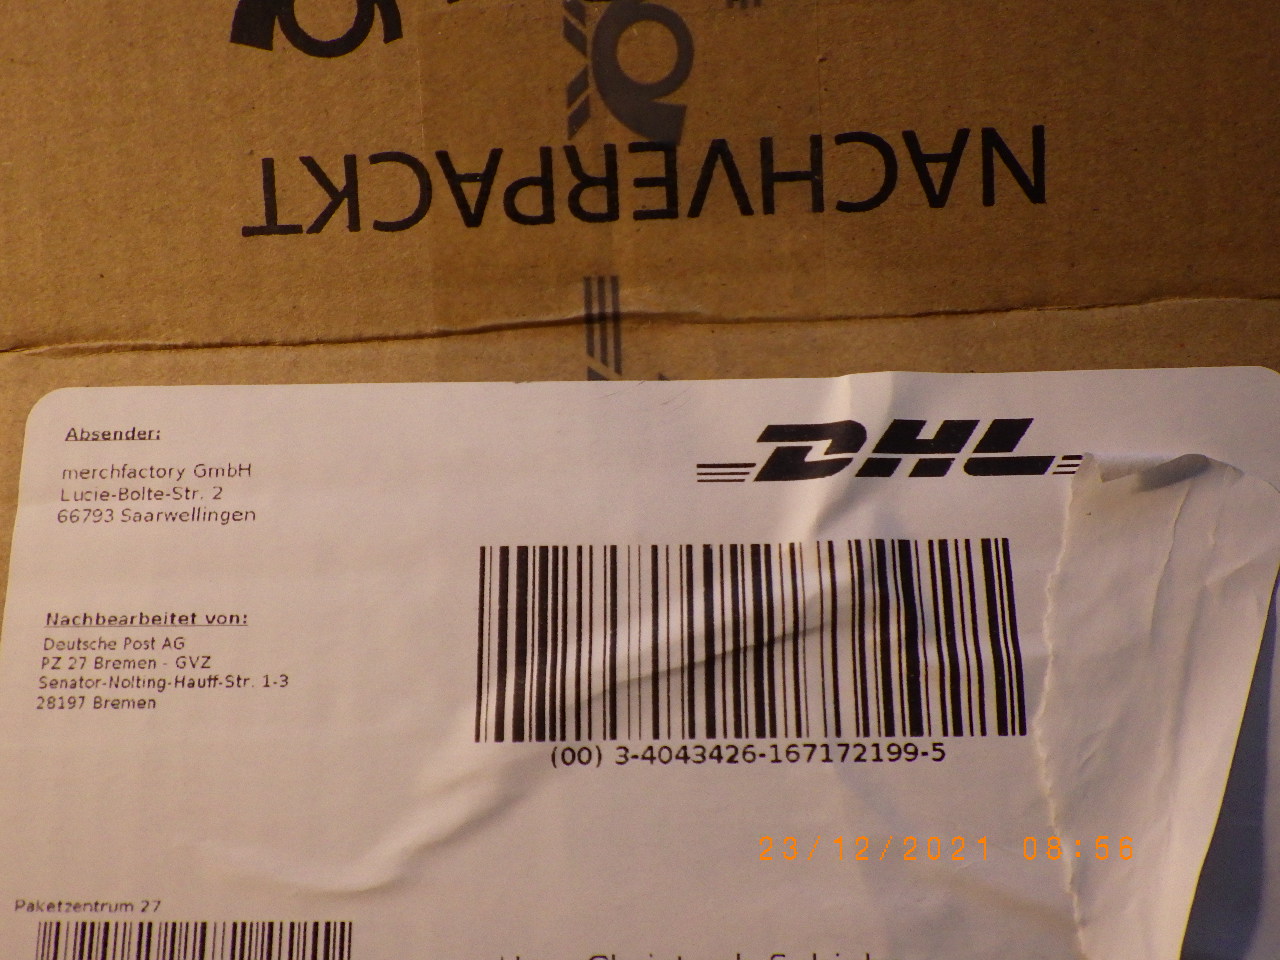 NACHVERPACKT
Absender:
merchfactory GmbH
Lucie-Bolte-Str. 2
66793 Saarwellingen
DHL
Nachbearbeitet von:
Deutsche Post AG
PZ 27 Bremen - GVZ
Senator-Nolting-Hauff-Str. 1-3
28197 Bremen
(00) 3-4043426-167172199-5
23/12/2021 08:56
Paketzentrum 27